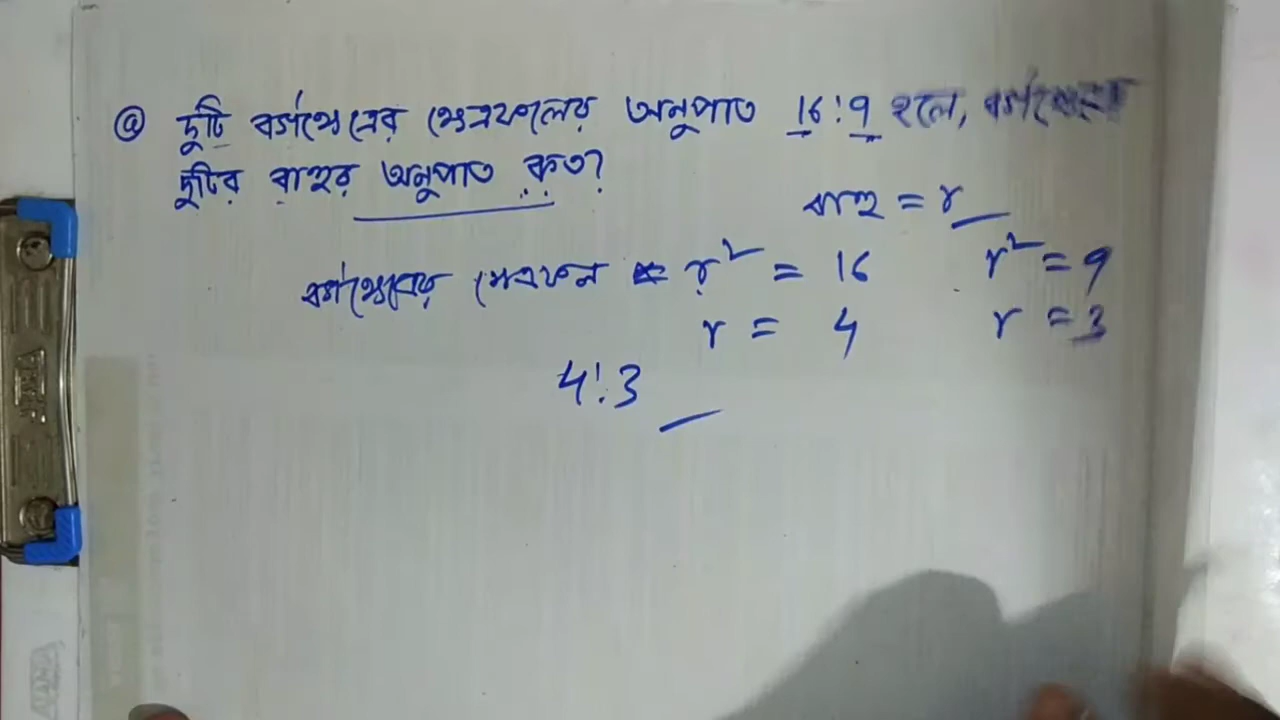 @ দুটি বর্গক্ষেত্রের ক্ষেত্রফলের অনুপাত 16:9 হলে, বর্গক্ষেত্র
দুটির বাহুর অনুপাত কত?
বাহু = r
বর্গক্ষেত্রের ক্ষেত্রফল = r² = 16 r² = 9
r = 4 r = 3
4:3